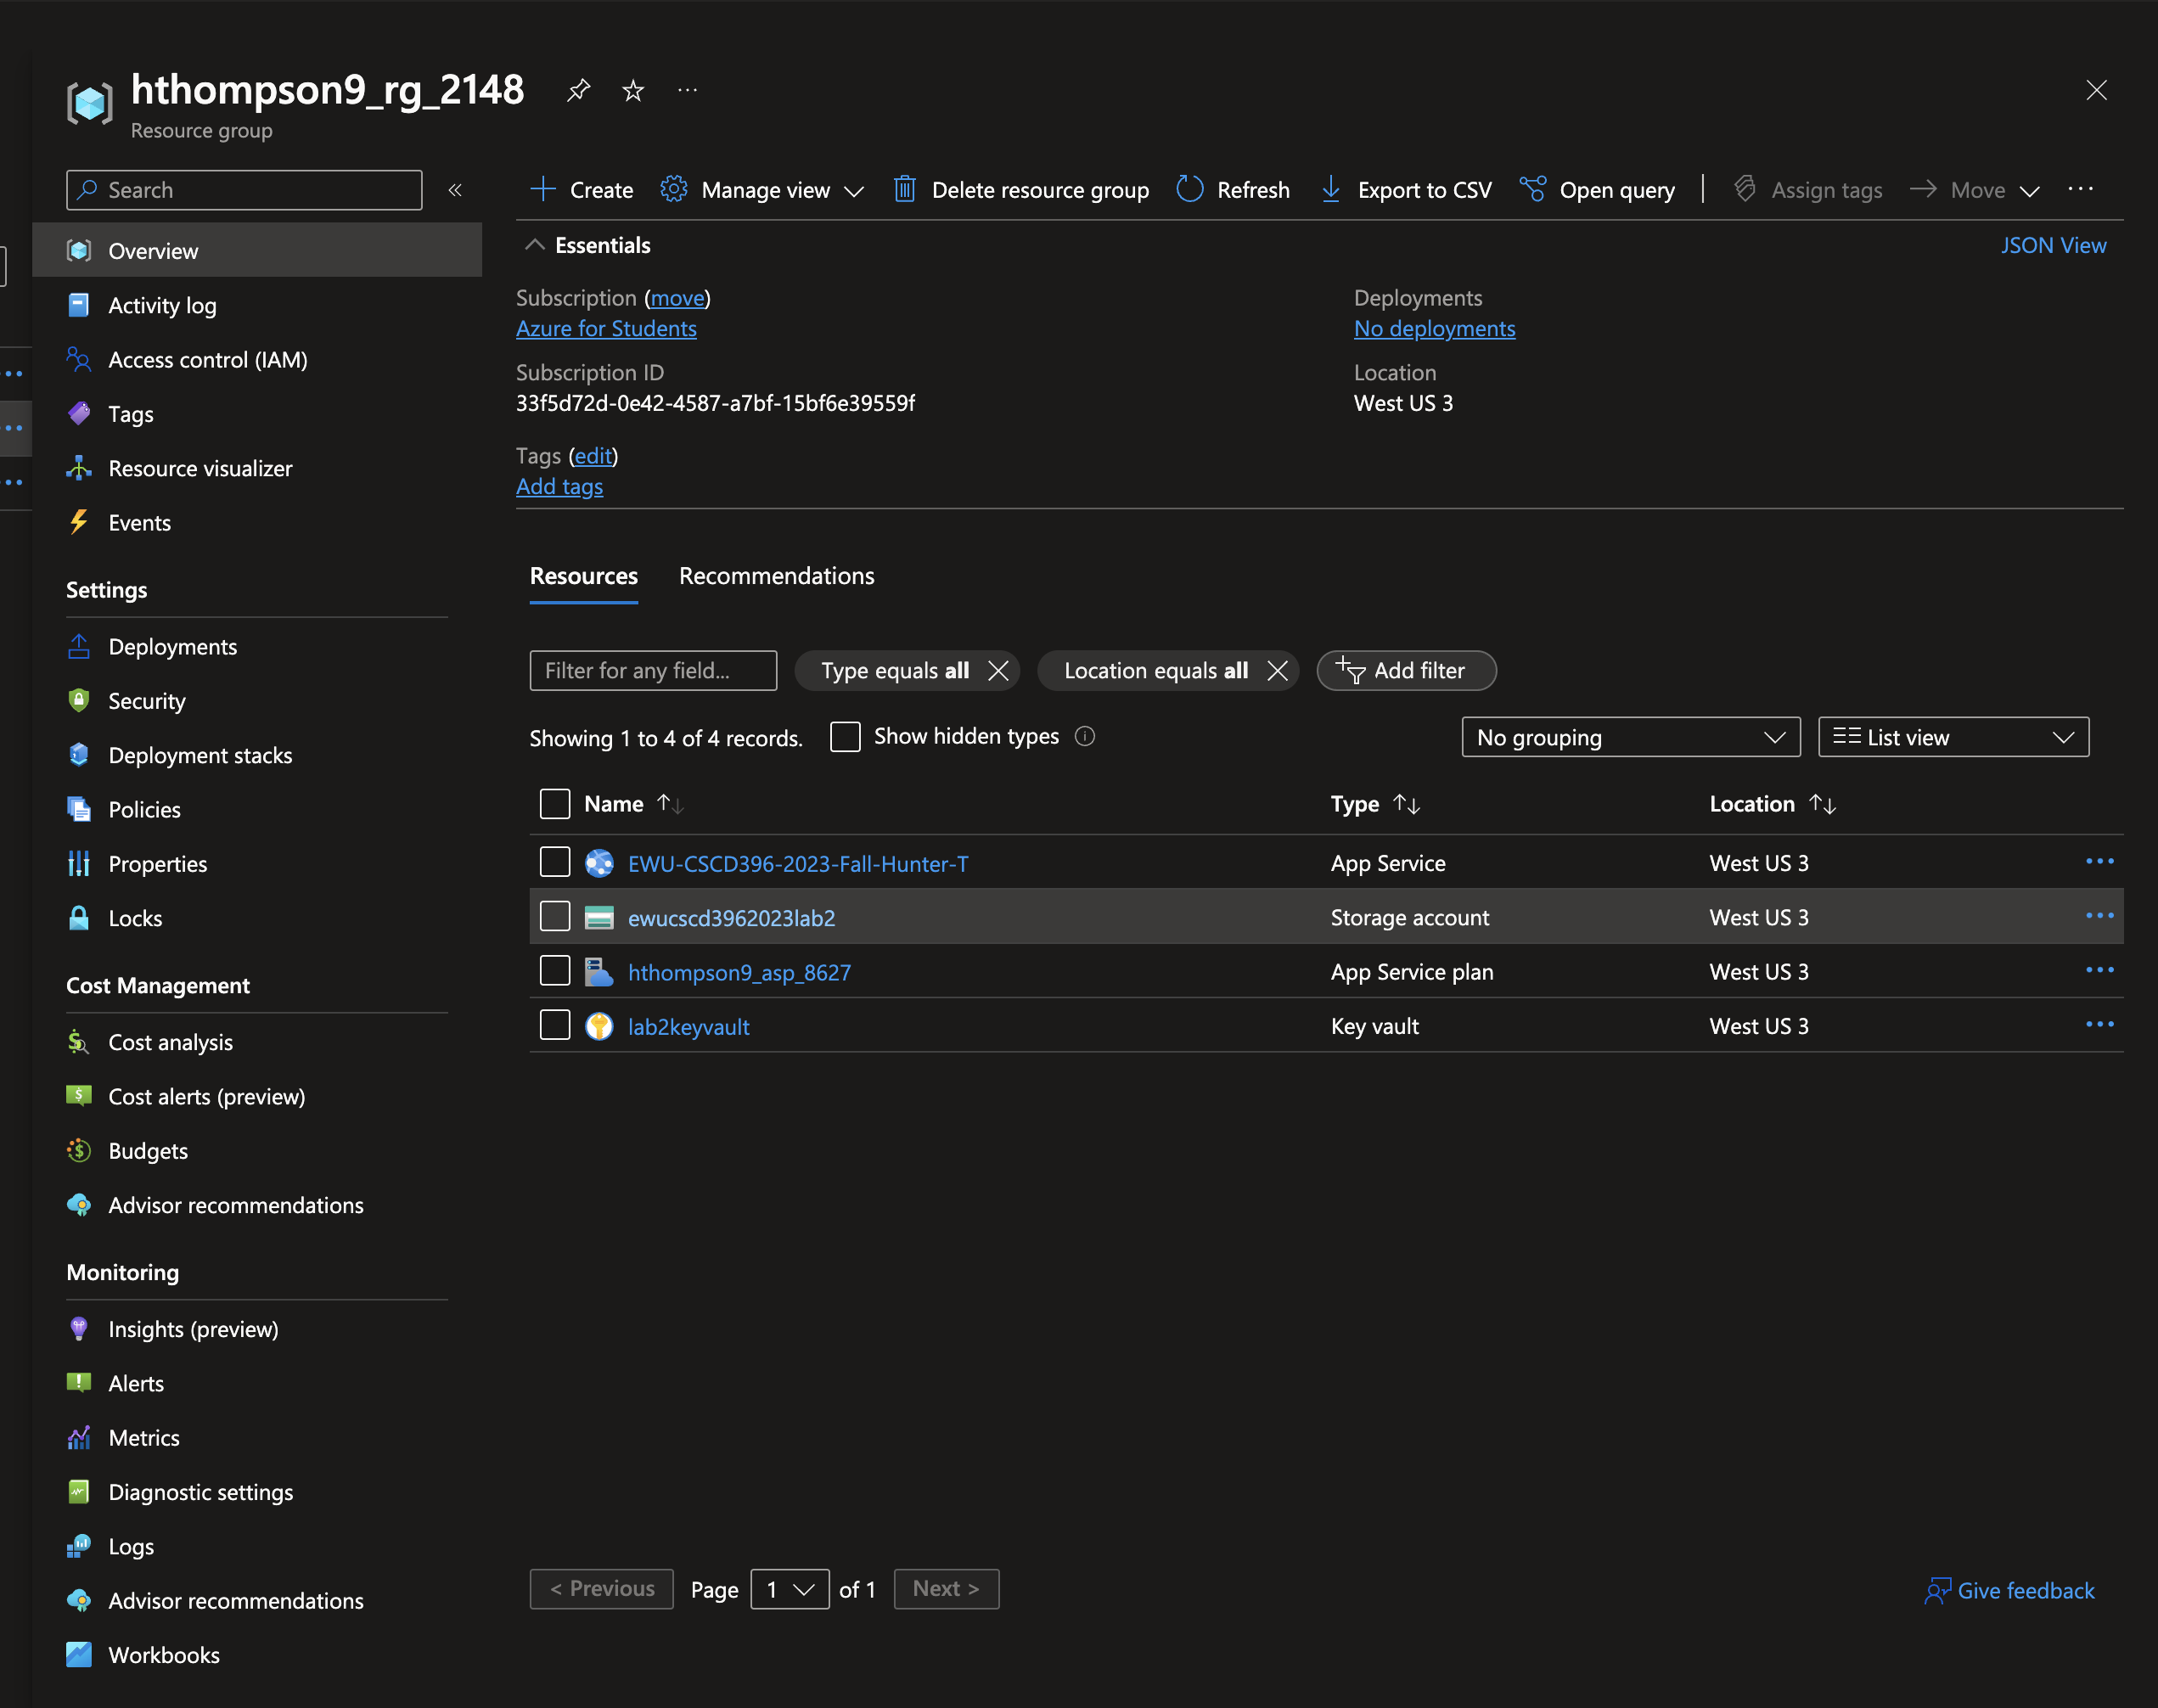 hthompson9_rg_2148
Resource group
Search
Create
Manage view
Delete resource group
Refresh
Export to CSV
Open query
Assign tags
Move
Overview
Activity log
Access control (IAM)
Tags
Resource visualizer
Events
Settings
Deployments
Security
Deployment stacks
Policies
Properties
Locks
Cost Management
Cost analysis
Cost alerts (preview)
Budgets
Advisor recommendations
Monitoring
Insights (preview)
Alerts
Metrics
Diagnostic settings
Logs
Advisor recommendations
Workbooks
Essentials
JSON View
Subscription (move)
Azure for Students
Subscription ID
33f5d72d-0e42-4587-a7bf-15bf6e39559f
Tags (edit)
Add tags
Deployments
No deployments
Location
West US 3
Resources Recommendations
Filter for any field...
Type equals all
Location equals all
Add filter
Showing 1 to 4 of 4 records.
Show hidden types
No grouping
List view
Name Type Location
EWU-CSCD396-2023-Fall-Hunter-T App Service West US 3
ewucscd3962023lab2 Storage account West US 3
hthompson9_asp_8627 App Service plan West US 3
lab2keyvault Key vault West US 3
< Previous Page 1 of 1 Next >
Give feedback